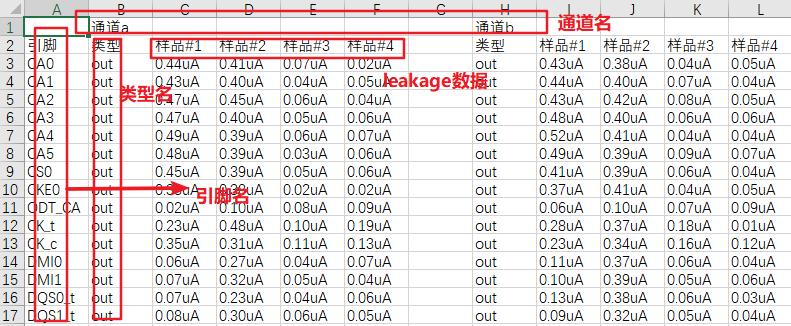 A B C D E F G H I J K L
1 通道a 通道b 通道名
2 引脚 类型 样品#1 样品#2 样品#3 样品#4 类型 样品#1 样品#2 样品#3 样品#4
3 CA0 out 0.44uA 0.41uA 0.07uA 0.02uA out 0.43uA 0.38uA 0.04uA 0.05uA
4 CA1 out 0.43uA 0.40uA 0.04uA 0.05uA out 0.44uA 0.40uA 0.07uA 0.04uA
leakage数据
类型名
5 CA2 out 0.47uA 0.45uA 0.06uA 0.04uA out 0.43uA 0.42uA 0.08uA 0.05uA
6 CA3 out 0.47uA 0.40uA 0.05uA 0.06uA out 0.48uA 0.40uA 0.06uA 0.06uA
7 CA4 out 0.49uA 0.39uA 0.06uA 0.07uA out 0.52uA 0.41uA 0.04uA 0.04uA
8 CA5 out 0.48uA 0.39uA 0.03uA 0.06uA out 0.49uA 0.39uA 0.09uA 0.07uA
9 CS0 out 0.45uA 0.39uA 0.05uA 0.06uA out 0.41uA 0.39uA 0.06uA 0.04uA
10 CKE0 out 0.02uA 0.02uA out 0.37uA 0.41uA 0.04uA 0.05uA
引脚名
11 ODT_CA out 0.02uA 0.10uA 0.08uA 0.09uA out 0.06uA 0.10uA 0.07uA 0.09uA
12 CK_t out 0.23uA 0.48uA 0.10uA 0.19uA out 0.28uA 0.37uA 0.18uA 0.01uA
13 CK_c out 0.35uA 0.31uA 0.11uA 0.13uA out 0.23uA 0.34uA 0.16uA 0.12uA
14 DMI0 out 0.06uA 0.27uA 0.04uA 0.07uA out 0.11uA 0.37uA 0.06uA 0.04uA
15 DMI1 out 0.07uA 0.32uA 0.05uA 0.04uA out 0.10uA 0.39uA 0.05uA 0.06uA
16 DQS0_t out 0.07uA 0.23uA 0.04uA 0.06uA out 0.13uA 0.38uA 0.06uA 0.03uA
17 DQS1_t out 0.08uA 0.30uA 0.06uA 0.05uA out 0.09uA 0.32uA 0.05uA 0.04uA